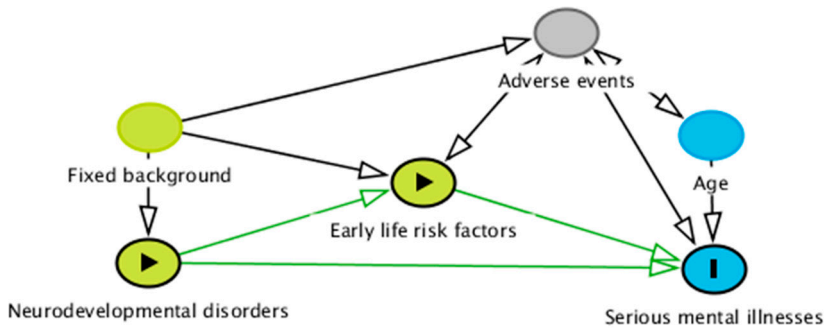 Adverse events
Fixed background
Age
Early life risk factors
Neurodevelopmental disorders
Serious mental illnesses